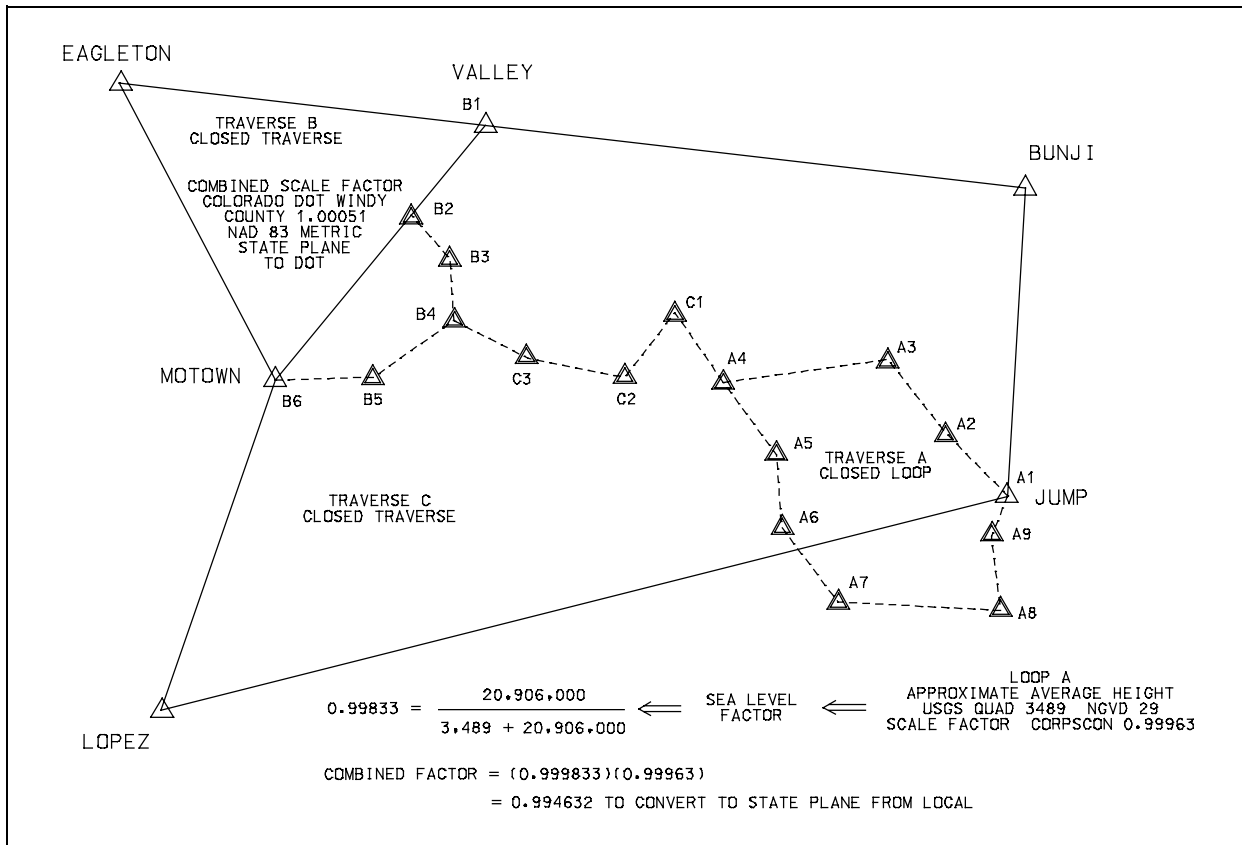 EAGLETON
VALLEY
B1
TRAVERSE B
CLOSED TRAVERSE
BUNJI
COMBINED SCALE FACTOR
COLORADO DOT WINDY
COUNTY 1.00051
NAD 83 METRIC
STATE PLANE
TO DOT
B2
B3
B4
C1
A3
A4
MOTOWN
B6
B5
C3
C2
A2
A5
TRAVERSE A
CLOSED LOOP
A1
JUMP
TRAVERSE C
CLOSED TRAVERSE
A6
A9
A7
A8
LOPEZ
0.99833 =
20,906,000
3,489 + 20,906,000
SEA LEVEL
FACTOR
LOOP A
APPROXIMATE AVERAGE HEIGHT
USGS QUAD 3489 NGVD 29
SCALE FACTOR CORPSCON 0.99963
COMBINED FACTOR = (0.999833)(0.99963)
= 0.994632 TO CONVERT TO STATE PLANE FROM LOCAL